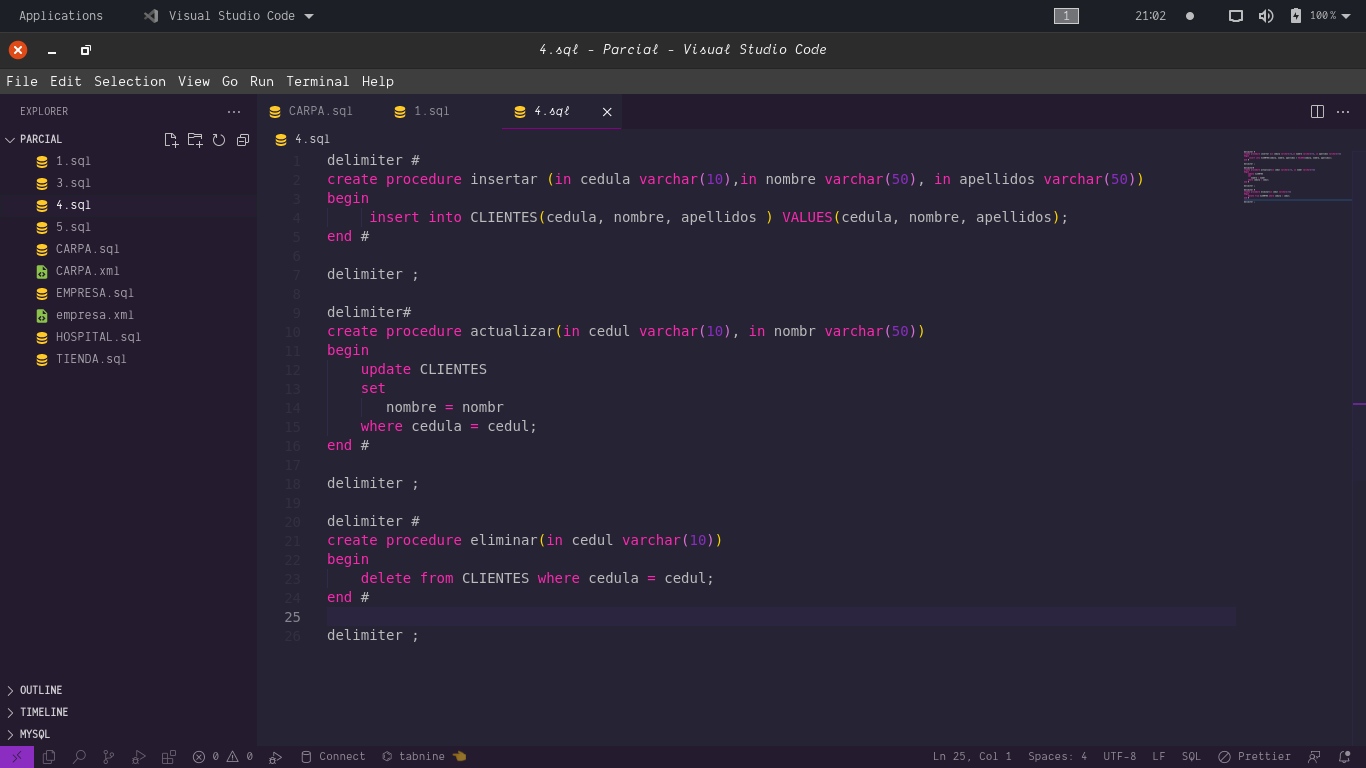 Applications
Visual Studio Code
1
21:02
100%
4.sql - Parcial - Visual Studio Code
File Edit Selection View Go Run Terminal Help
EXPLORER
PARCIAL
1.sql
3.sql
4.sql
5.sql
CARPA.sql
CARPA.xml
EMPRESA.sql
empresa.xml
HOSPITAL.sql
TIENDA.sql
OUTLINE
TIMELINE
MYSQL
CARPA.sql
1.sql
4.sql
4.sql
1 delimiter #
2 create procedure insertar (in cedula varchar(10),in nombre varchar(50), in apellidos varchar(50))
3 begin
4 insert into CLIENTES(cedula, nombre, apellidos ) VALUES(cedula, nombre, apellidos);
5 end #
6
7 delimiter ;
8
9 delimiter#
10 create procedure actualizar(in cedul varchar(10), in nombr varchar(50))
11 begin
12 update CLIENTES
13 set
14 nombre = nombr
15 where cedula = cedul;
16 end #
17
18 delimiter ;
19
20 delimiter #
21 create procedure eliminar(in cedul varchar(10))
22 begin
23 delete from CLIENTES where cedula = cedul;
24 end #
25
26 delimiter ;
0 0 Connect tabnine Ln 25, Col 1 Spaces: 4 UTF-8 LF SQL Prettier